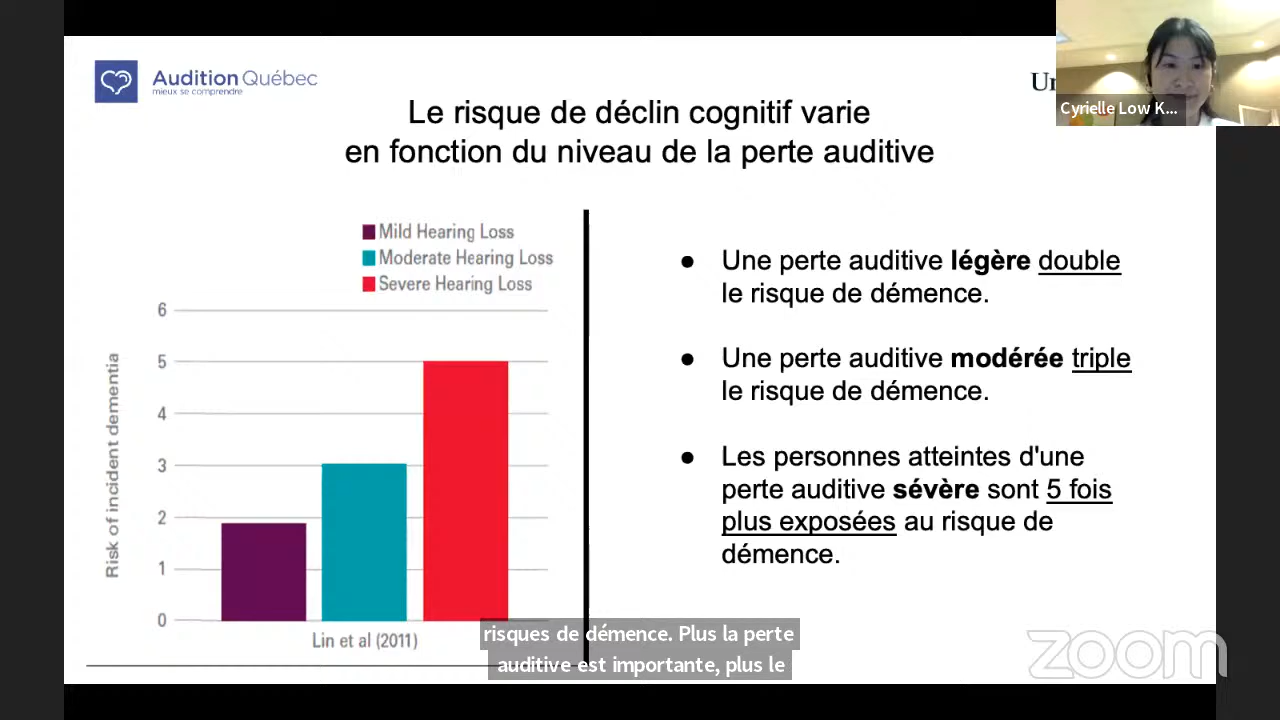 Audition Québec
mieux se comprendre
Cyrielle Low K...
Le risque de déclin cognitif varie
en fonction du niveau de la perte auditive
Mild Hearing Loss
Moderate Hearing Loss
Severe Hearing Loss
6
5
4
3
2
1
0
Risk of incident dementia
Lin et al (2011)
● Une perte auditive légère double
le risque de démence.
● Une perte auditive modérée triple
le risque de démence.
● Les personnes atteintes d'une
perte auditive sévère sont 5 fois
plus exposées au risque de
démence.
risques de démence. Plus la perte
auditive est importante, plus le
zoom